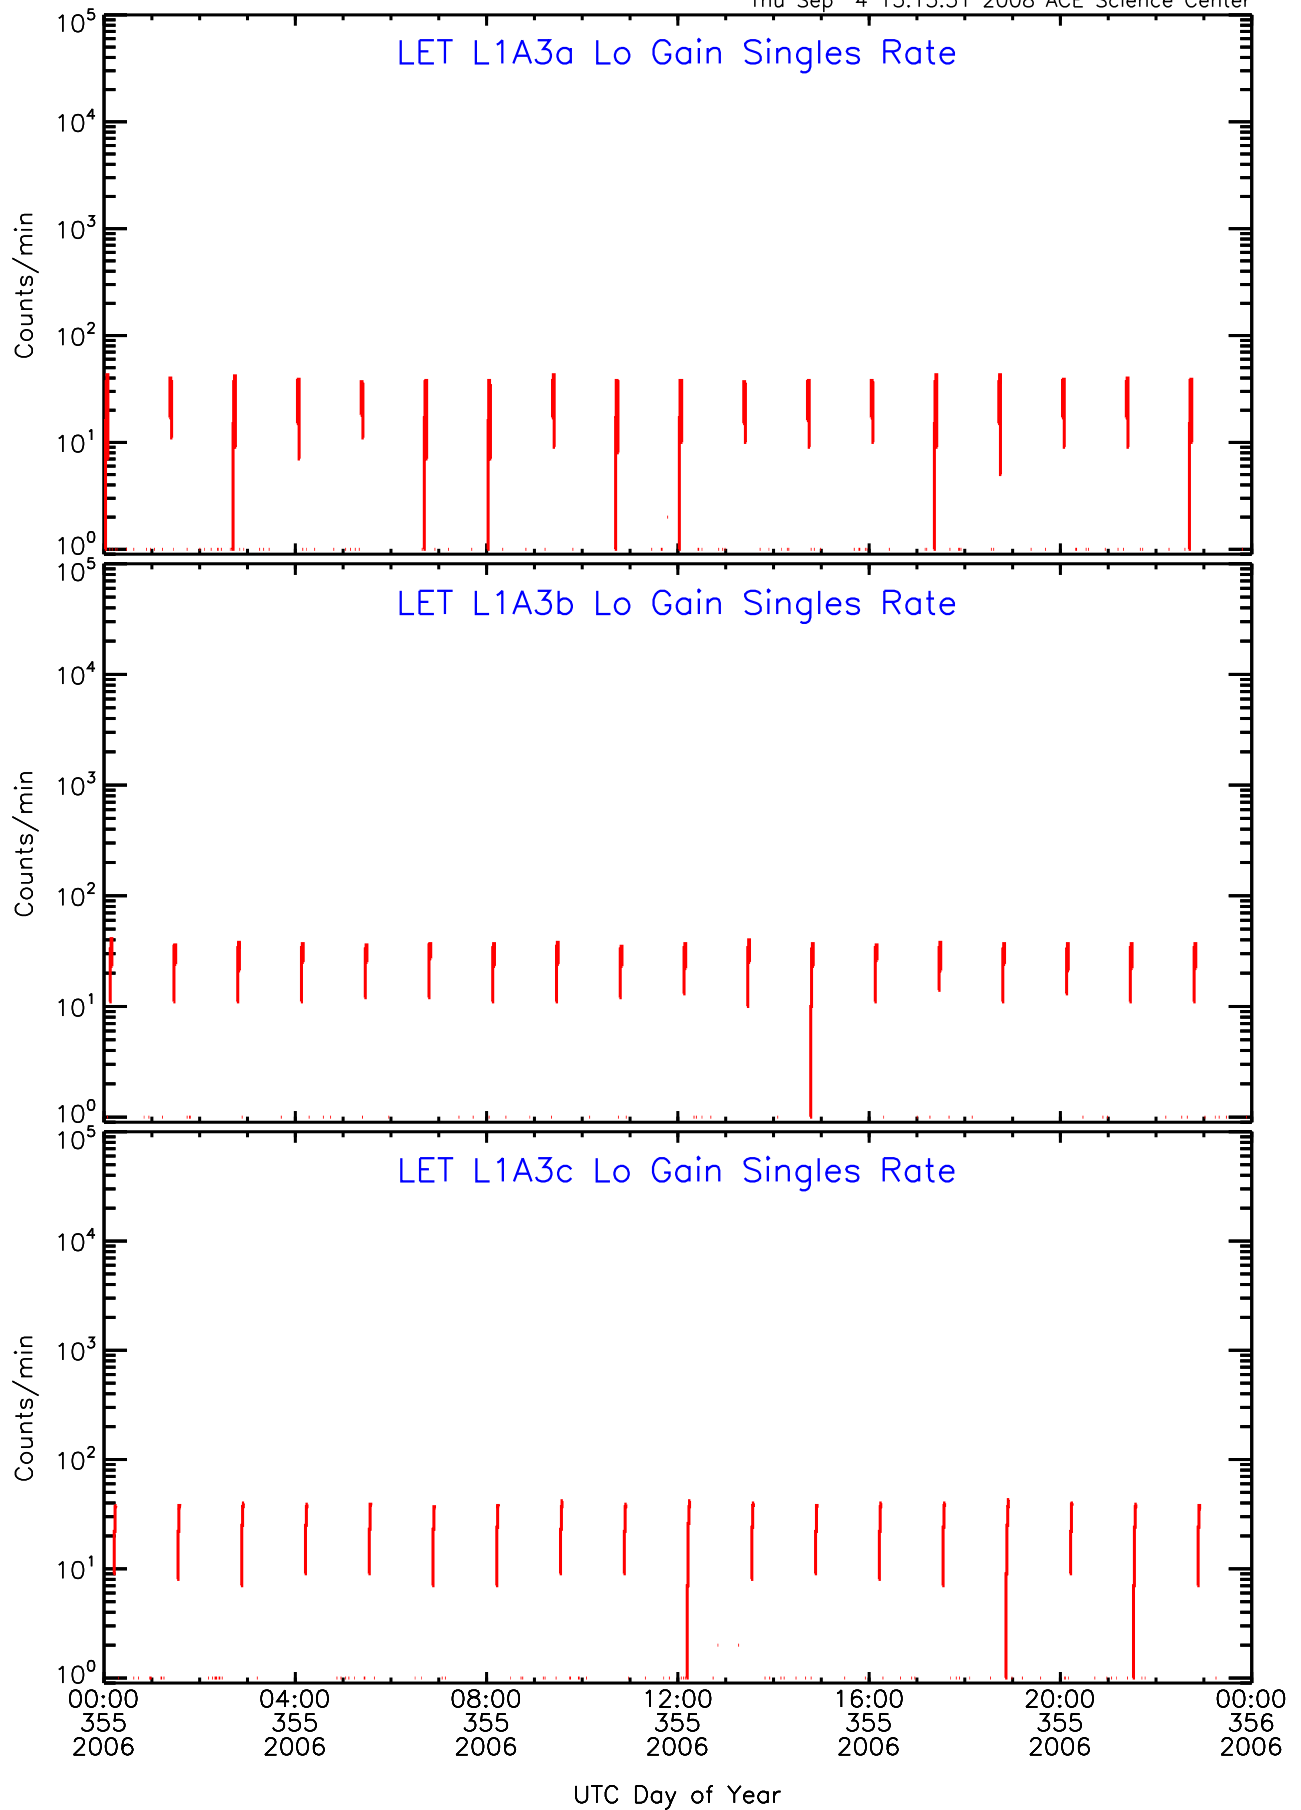 2008 ACE Science Center
10^5
LET L1A3a Lo Gain Singles Rate
10^4
10^3
10^2
10^1
10^0
Counts/min
10^5
LET L1A3b Lo Gain Singles Rate
10^4
10^3
10^2
10^1
10^0
Counts/min
10^5
LET L1A3c Lo Gain Singles Rate
10^4
10^3
10^2
10^1
10^0
Counts/min
00:00 04:00 08:00 12:00 16:00 20:00 00:00
355 355 355 355 355 355 356
2006 2006 2006 2006 2006 2006 2006
UTC Day of Year